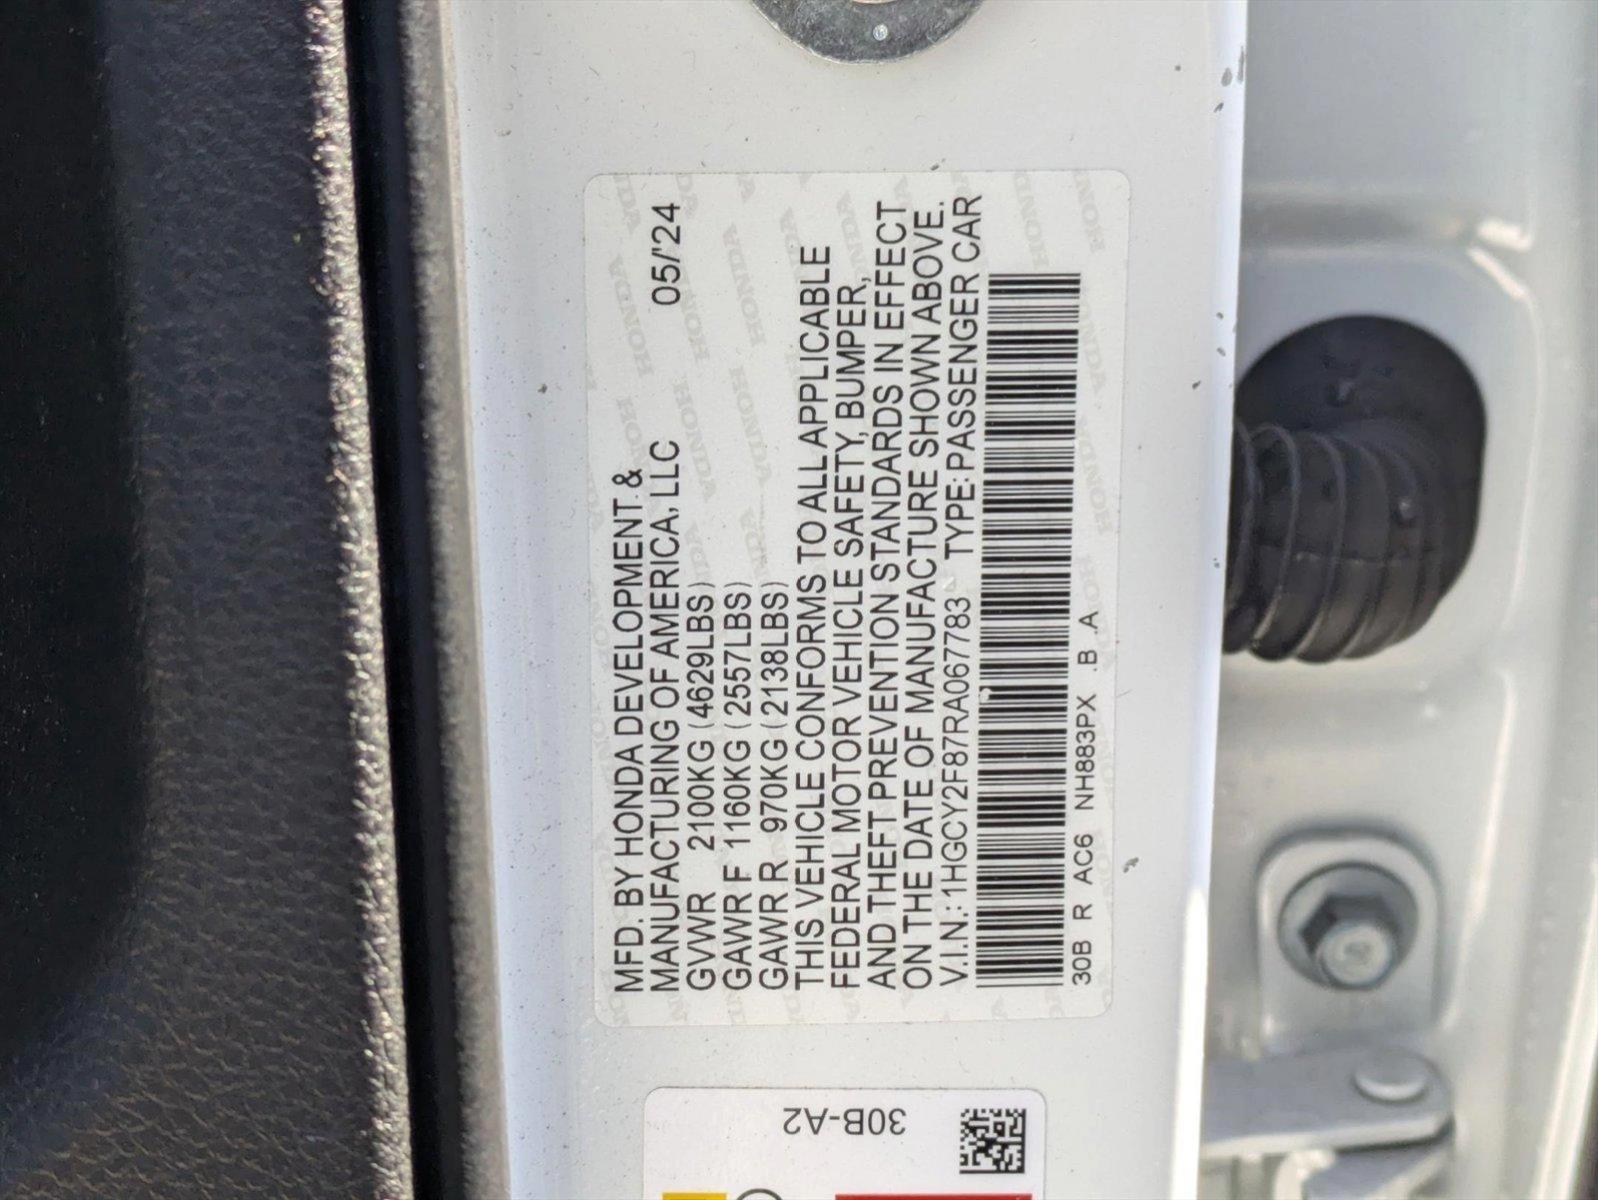 MFD. BY HONDA DEVELOPMENT &
MANUFACTURING OF AMERICA, LLC 05/'24
GVWR 2100KG (4629LBS)
GAWR F 1160KG (2557LBS)
GAWR R 970KG (2138LBS)
THIS VEHICLE CONFORMS TO ALL APPLICABLE
FEDERAL MOTOR VEHICLE SAFETY, BUMPER,
AND THEFT PREVENTION STANDARDS IN EFFECT
ON THE DATE OF MANUFACTURE SHOWN ABOVE.
V.I.N.: 1HGCY2F87RA067783 TYPE: PASSENGER CAR
30B R AC6 NH883PX .B A
30B-A2